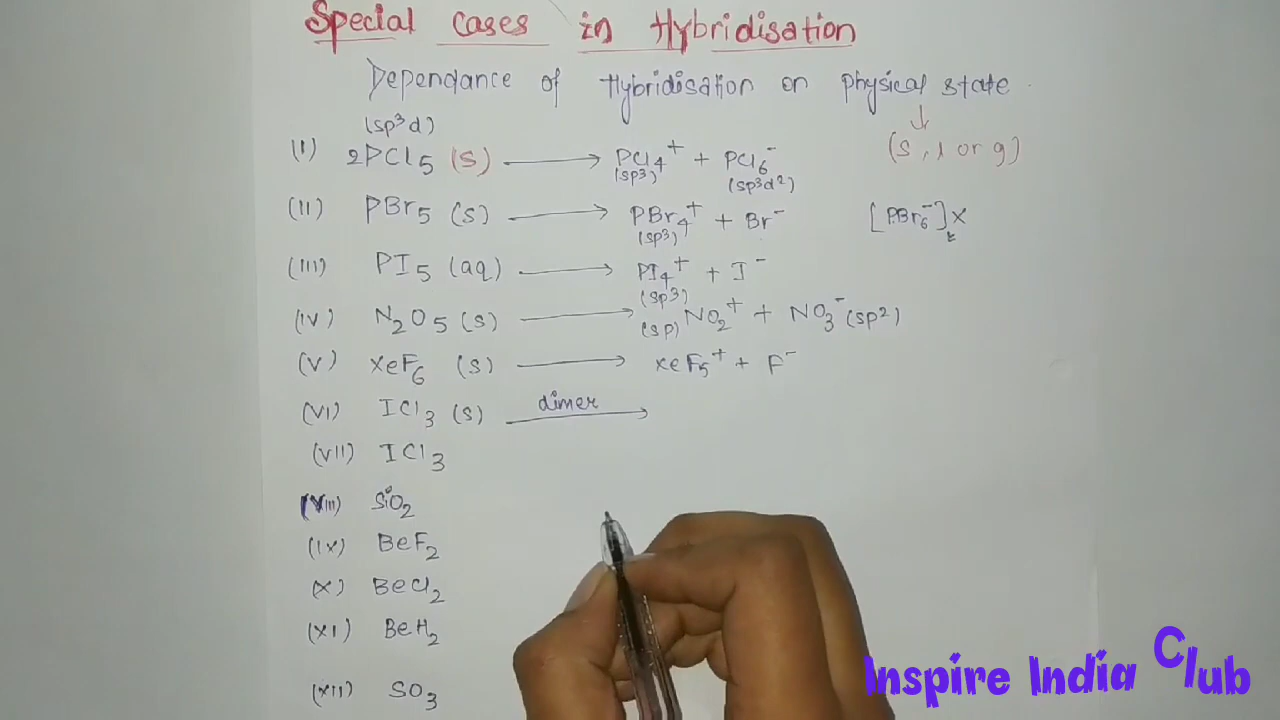 Special cases in Hybridisation
Dependance of Hybridisation on physical state.
(sp³d)
↓
(I) 2PCl₅ (s) ⟶ PCl₄⁺ + PCl₆⁻ (s, l or g)
(sp³) (sp³d²)
(II) PBr₅ (s) ⟶ PBr₄⁺ + Br⁻ [PBr₆⁻] x
(sp³)
(III) PI₅ (aq) ⟶ PI₄⁺ + I⁻
(sp³)
(IV) N₂O₅ (s) ⟶ (sp) NO₂⁺ + NO₃⁻ (sp²)
(V) XeF₆ (s) ⟶ XeF₅⁺ + F⁻
(VI) ICl₃ (s) dimer ⟶
(VII) ICl₃
(VIII) SiO₂
(IX) BeF₂
(X) BeCl₂
(XI) BeH₂
(XII) SO₃
Inspire India Club